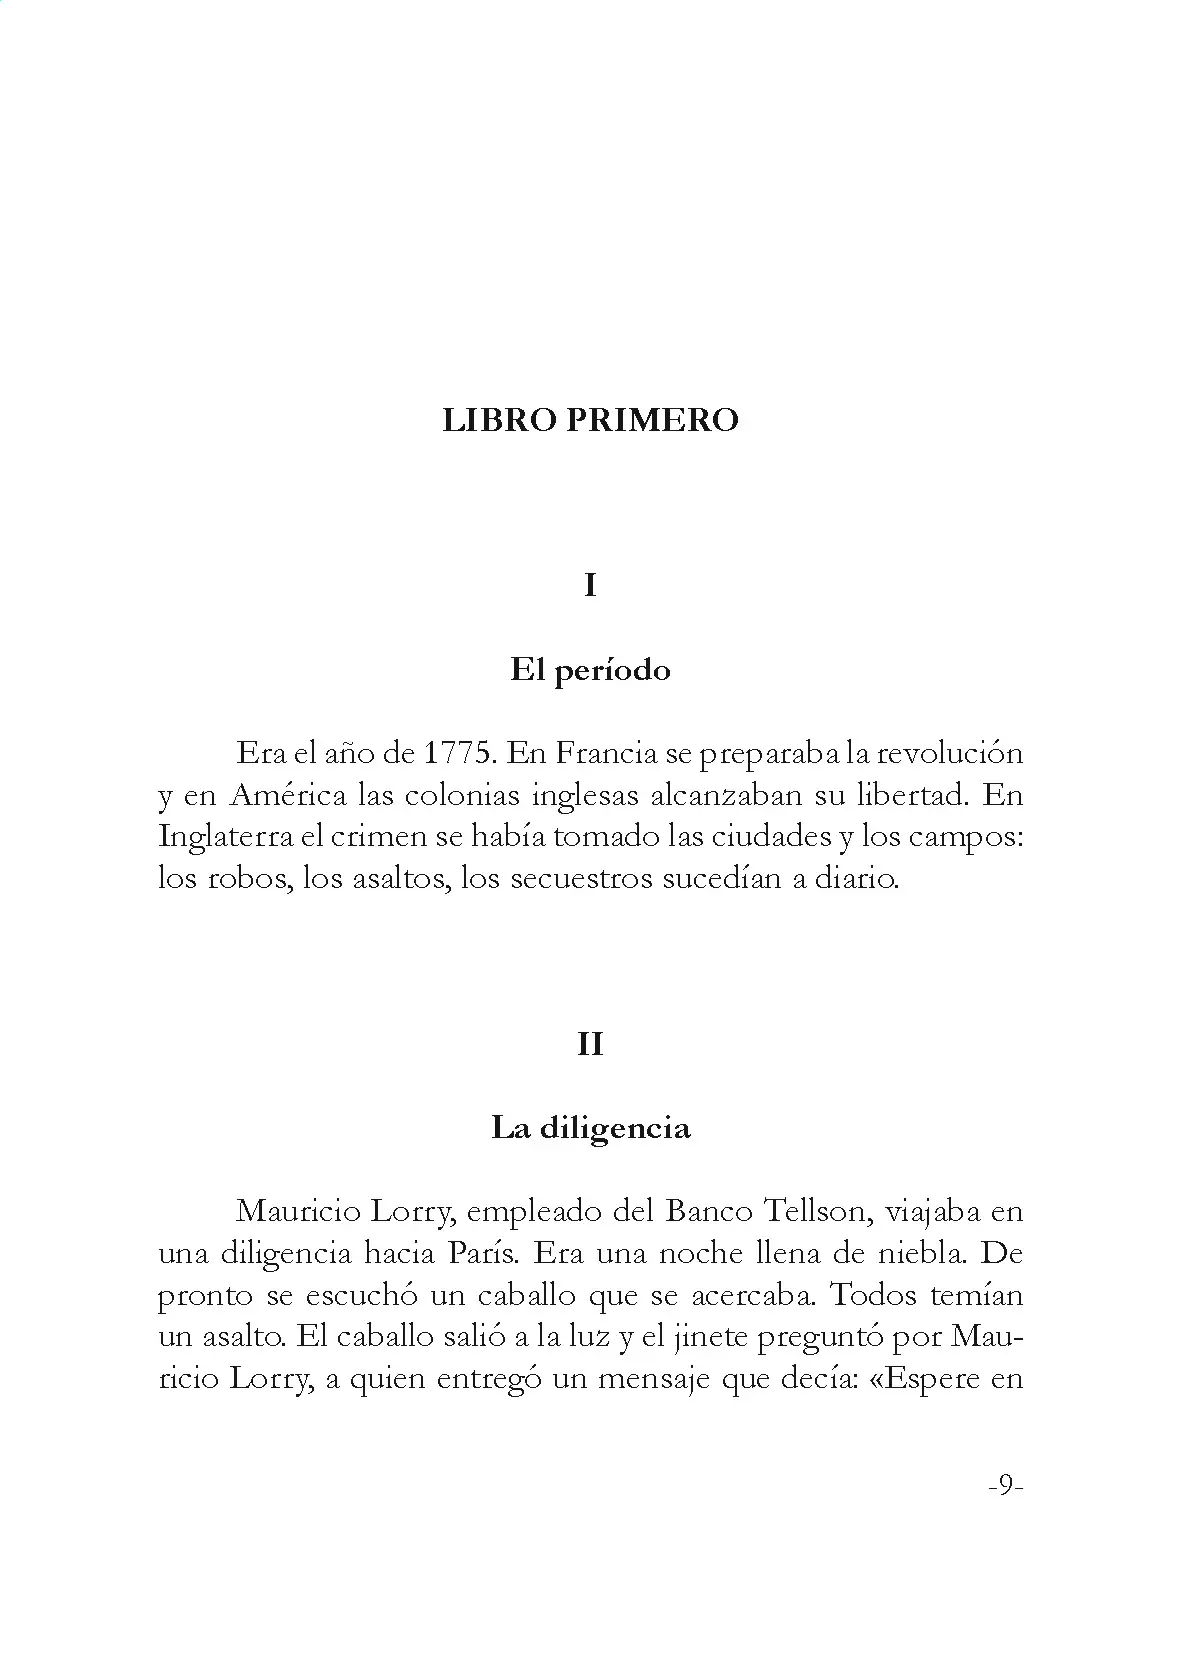 LIBRO PRIMERO
I
El período
Era el año de 1775. En Francia se preparaba la revolución
y en América las colonias inglesas alcanzaban su libertad. En
Inglaterra el crimen se había tomado las ciudades y los campos:
los robos, los asaltos, los secuestros sucedían a diario.
II
La diligencia
Mauricio Lorry, empleado del Banco Tellson, viajaba en
una diligencia hacia París. Era una noche llena de niebla. De
pronto se escuchó un caballo que se acercaba. Todos temían
un asalto. El caballo salió a la luz y el jinete preguntó por Mau-
ricio Lorry, a quien entregó un mensaje que decía: «Espere en
-9-